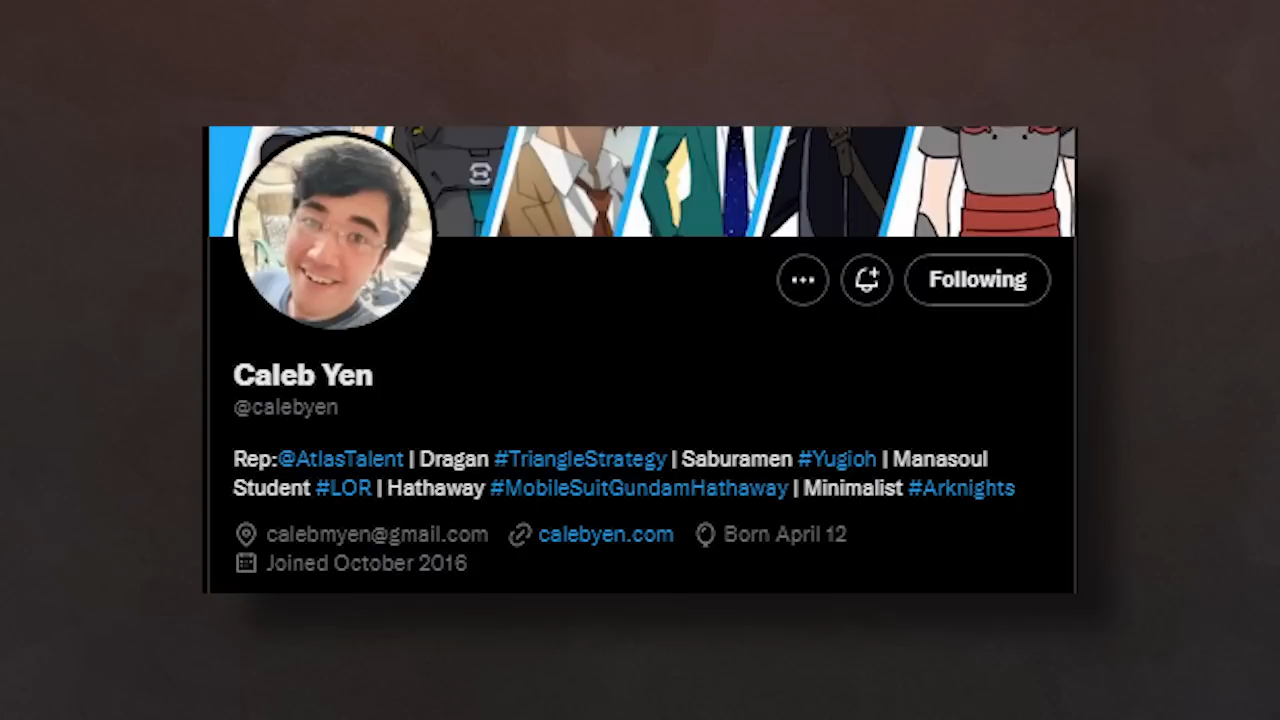 Following
Caleb Yen
@calebyen
Rep:@AtlasTalent | Dragan #TriangleStrategy | Saburamen #Yugioh | Manasoul
Student #LOR | Hathaway #MobileSuitGundamHathaway | Minimalist #Arknights
calebmyen@gmail.com calebyen.com Born April 12
Joined October 2016